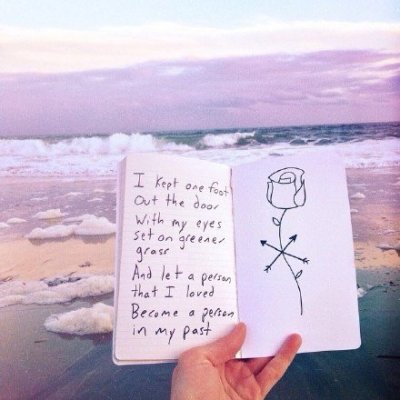 I kept one foot
Out the door
With my eyes
set on greener
grass
And let a person
that I loved
Become a person
in my past